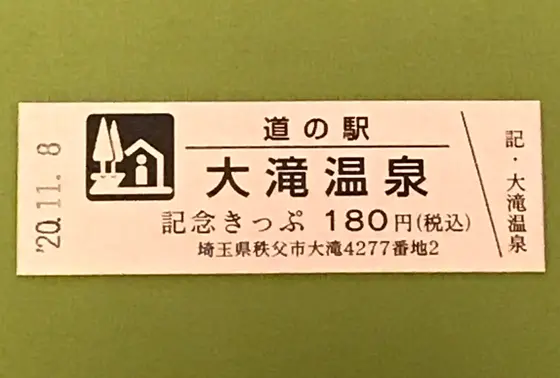 '20.11.8
道の駅
大滝温泉
記念きっぷ 180円(税込)
埼玉県秩父市大滝4277番地2
記・大滝温泉